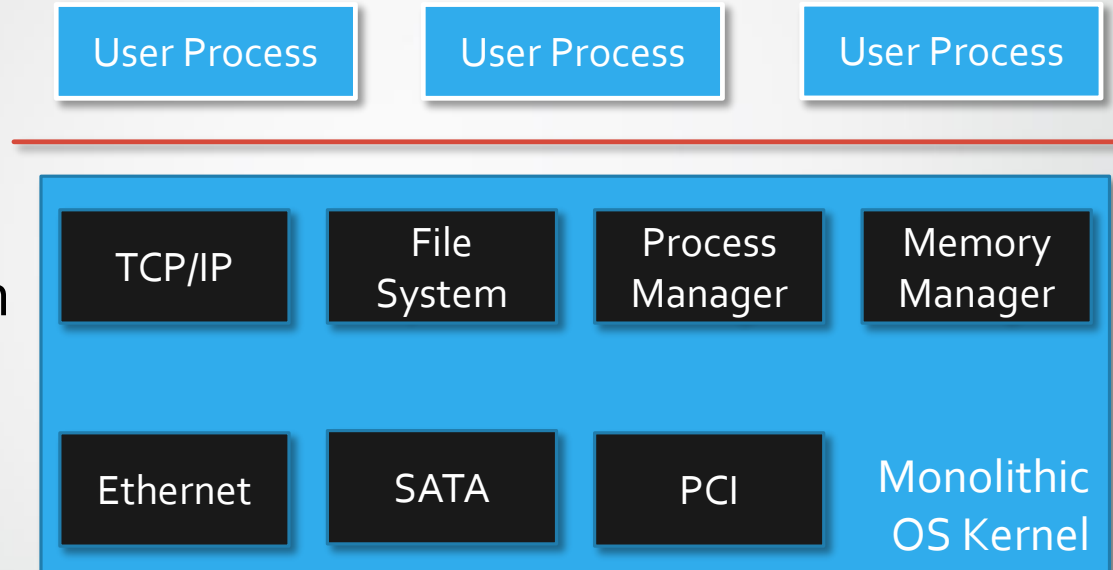 User Process
User Process
User Process
TCP/IP
File
System
Process
Manager
Memory
Manager
Ethernet
SATA
PCI
Monolithic
OS Kernel